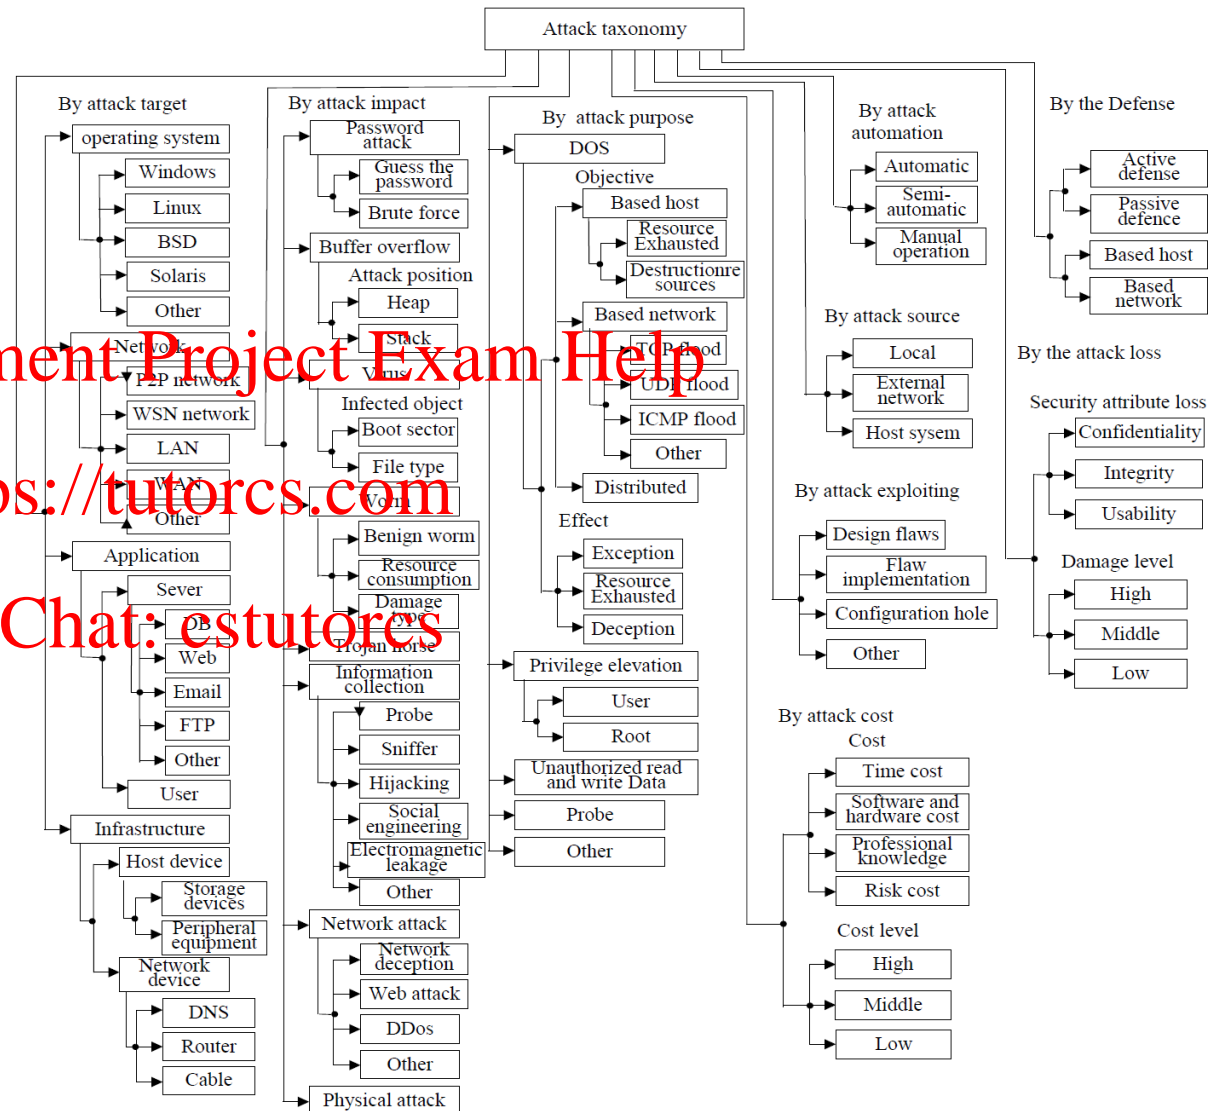 Attack taxonomy
By attack target
operating system
Windows
Linux
BSD
Solaris
Other
Network
P2P network
WSN network
LAN
WAN
Other
Application
Sever
DB
Web
Email
FTP
Other
User
Infrastructure
Host device
Storage
devices
Peripheral
equipment
Network
device
DNS
Router
Cable
By attack impact
Password
attack
Guess the
password
Brute force
Buffer overflow
Attack position
Heap
Stack
Virus
Infected object
Boot sector
File type
Worm
Benign worm
Resource
consumption
Damage
type
Trojan horse
Information
collection
Probe
Sniffer
Hijacking
Social
engineering
Electromagnetic
leakage
Other
Network attack
Network
deception
Web attack
DDos
Other
Physical attack
By attack purpose
DOS
Objective
Based host
Resource
Exhausted
Destructionre
sources
Based network
TCP flood
UDP flood
ICMP flood
Other
Distributed
Effect
Exception
Resource
Exhausted
Deception
Privilege elevation
User
Root
Unauthorized read
and write Data
Probe
Other
By attack
automation
Automatic
Semi-
automatic
Manual
operation
By attack source
Local
External
network
Host sysem
By attack exploiting
Design flaws
Flaw
implementation
Configuration hole
Other
By attack cost
Cost
Time cost
Software and
hardware cost
Professional
knowledge
Risk cost
Cost level
High
Middle
Low
By the Defense
Active
defense
Passive
defence
Based host
Based
network
By the attack loss
Security attribute loss
Confidentiality
Integrity
Usability
Damage level
High
Middle
Low
ment Project Exam Help
ps://tutorcs.com
Chat: cstutorcs